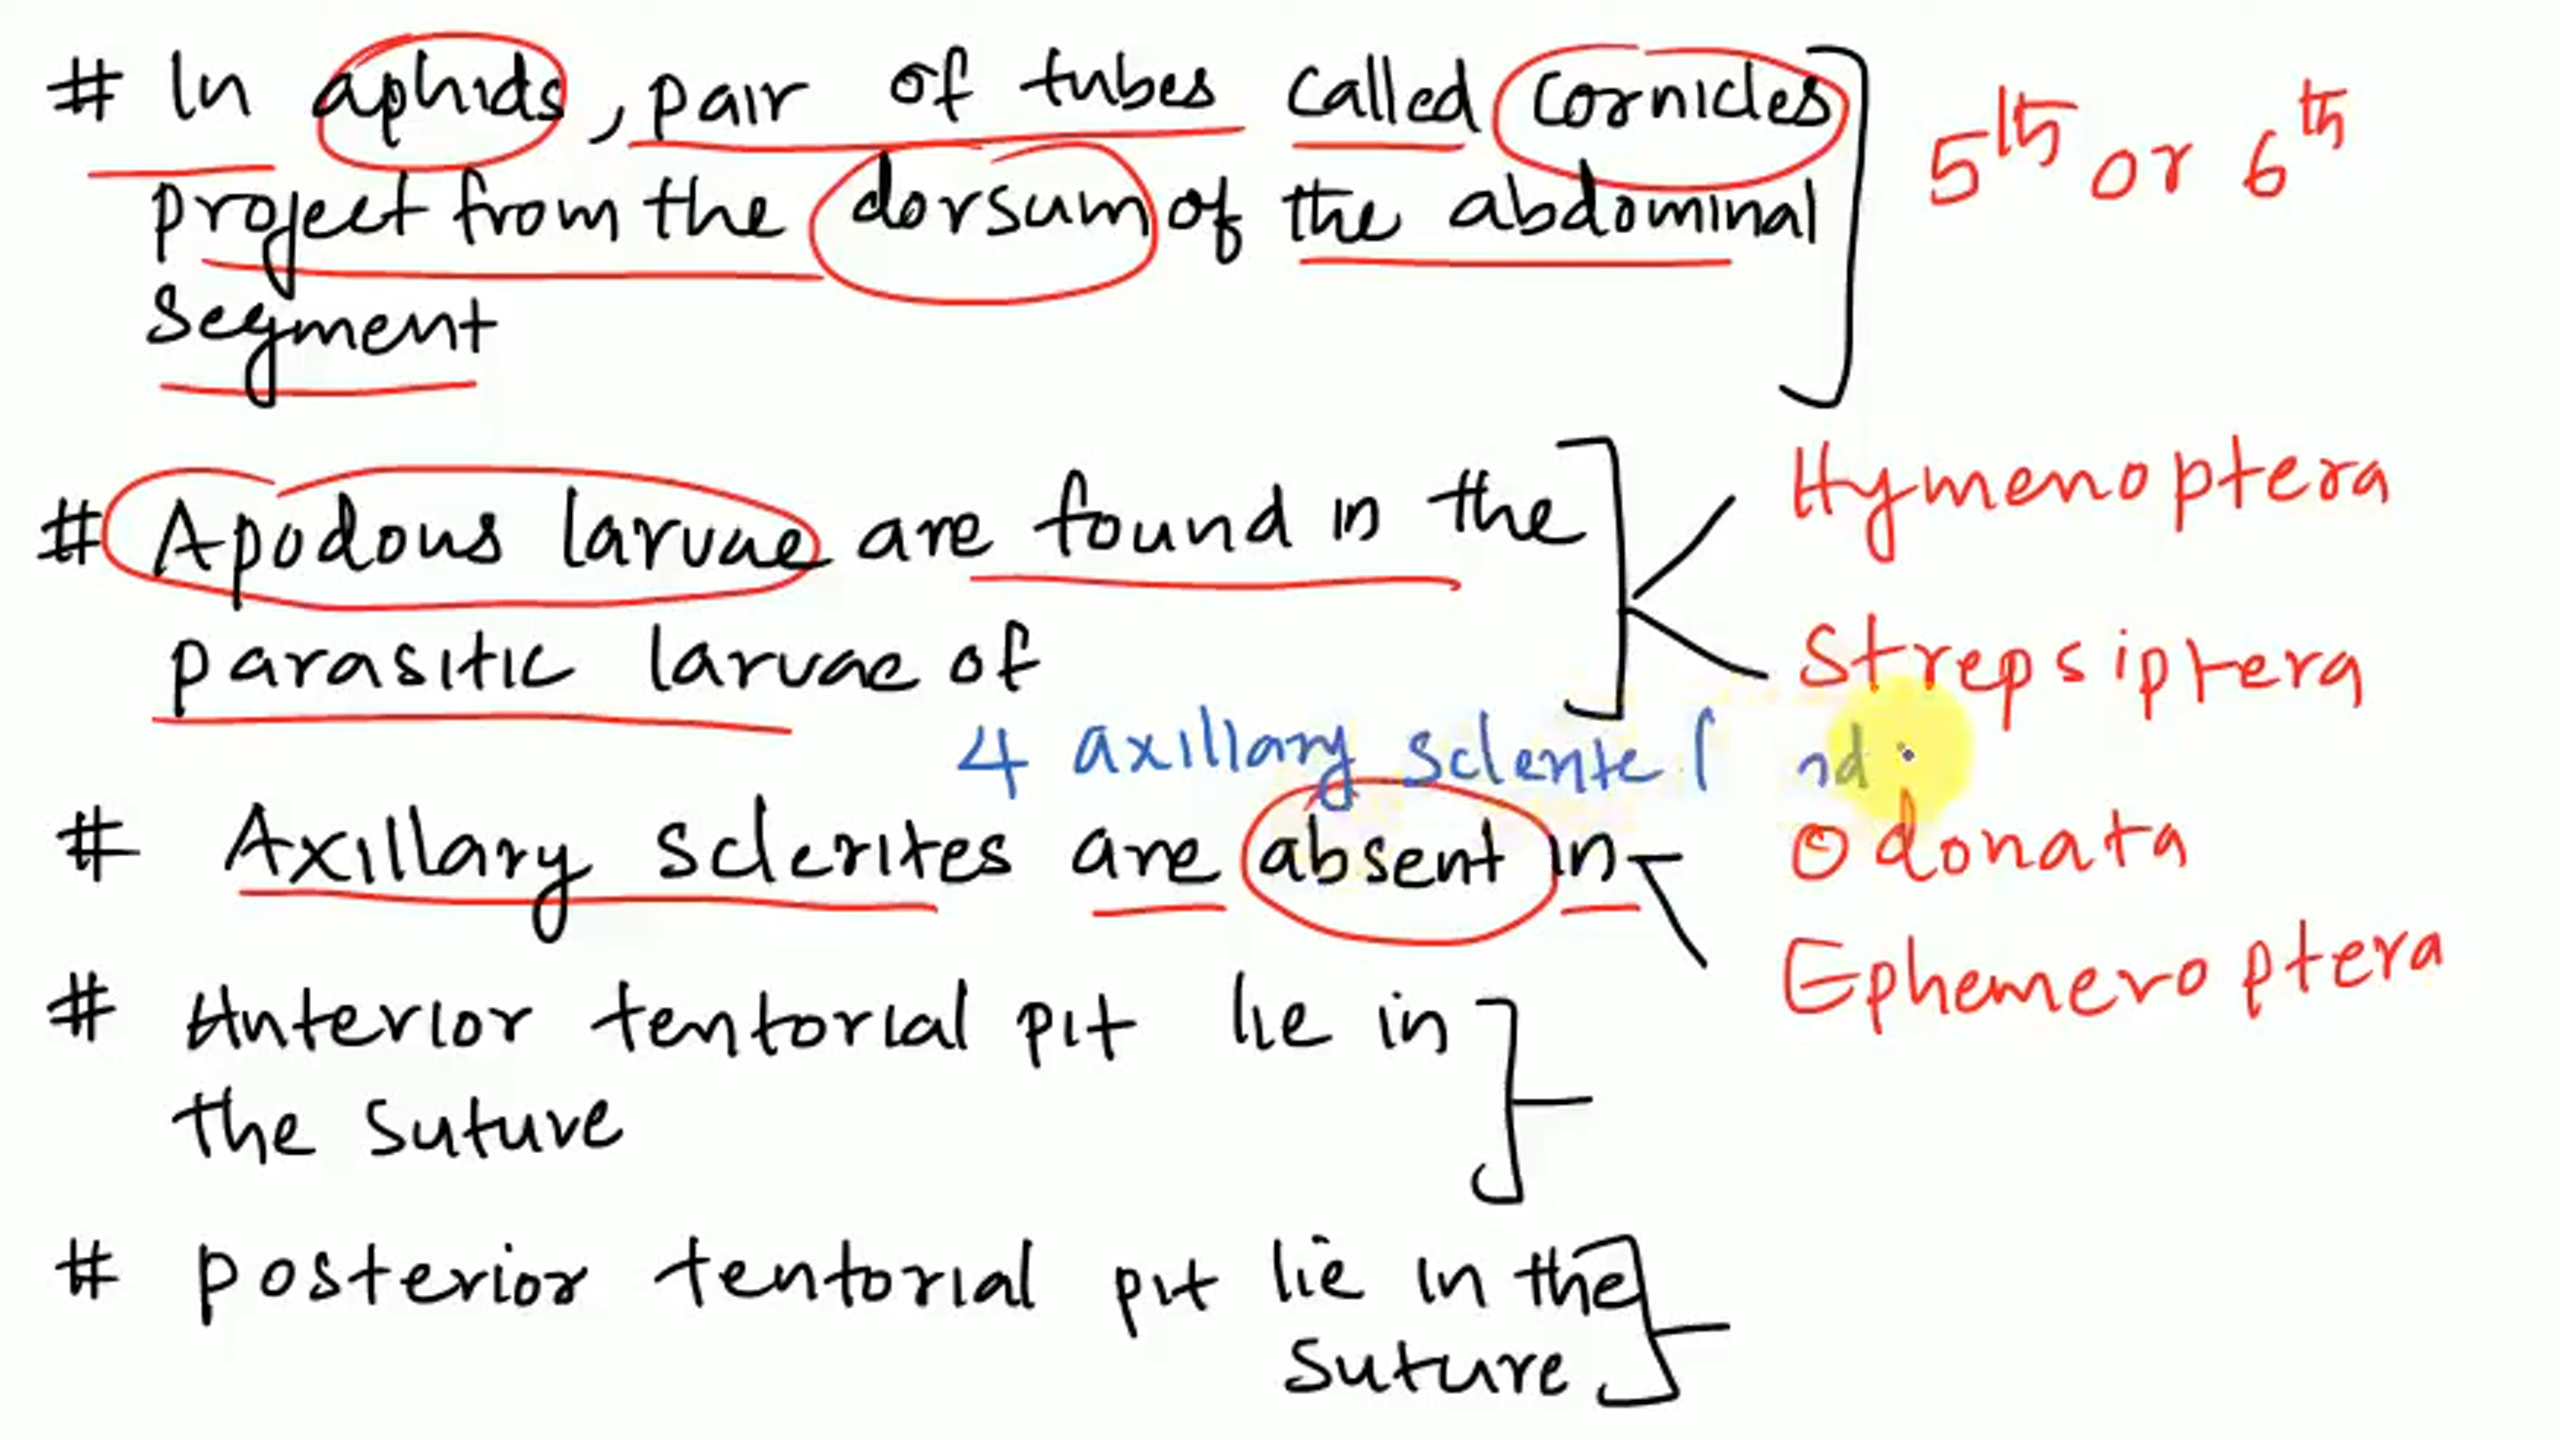 # In aphids, pair of tubes called cornicles 5th or 6th
project from the dorsum of the abdominal
segment
# Apodous larvae are found in the Hymenoptera
parasitic larvae of Strepsiptera
4 axillary sclerite (
# Axillary sclerites are absent in Odonata
Ephemeroptera
# Anterior tentorial pit lie in
the suture
# posterior tentorial pit lie in the
suture